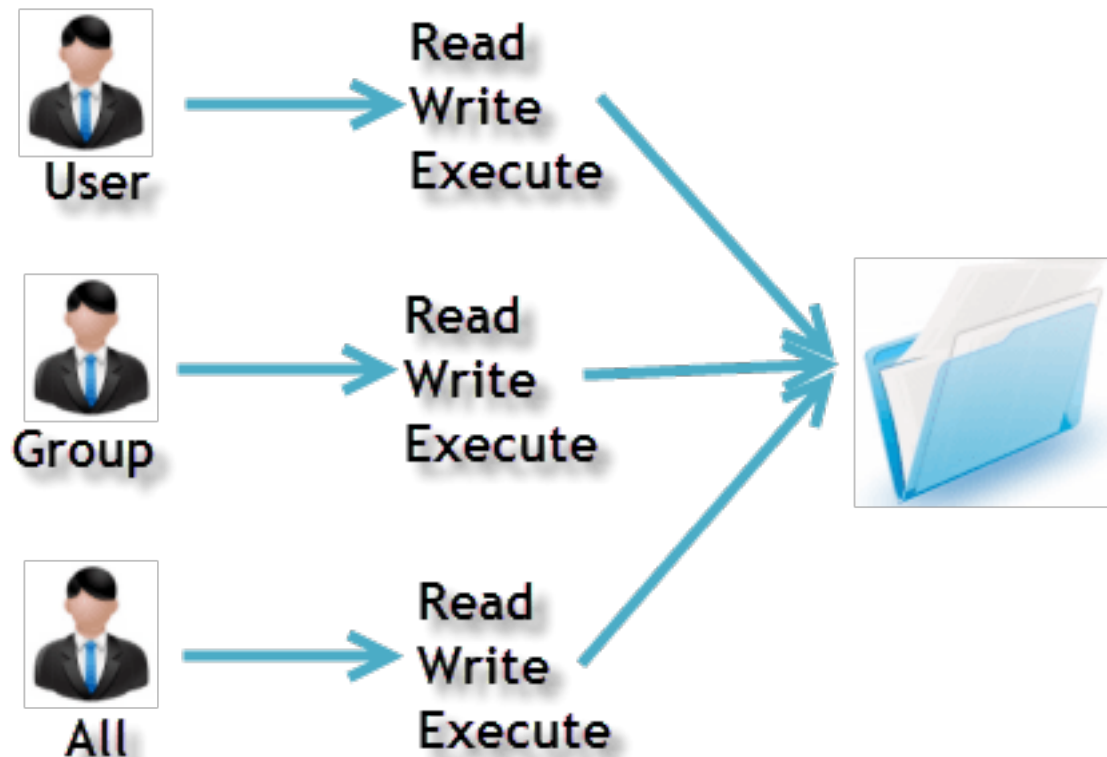 Read
Write
Execute
User
Read
Write
Execute
Group
Read
Write
Execute
All